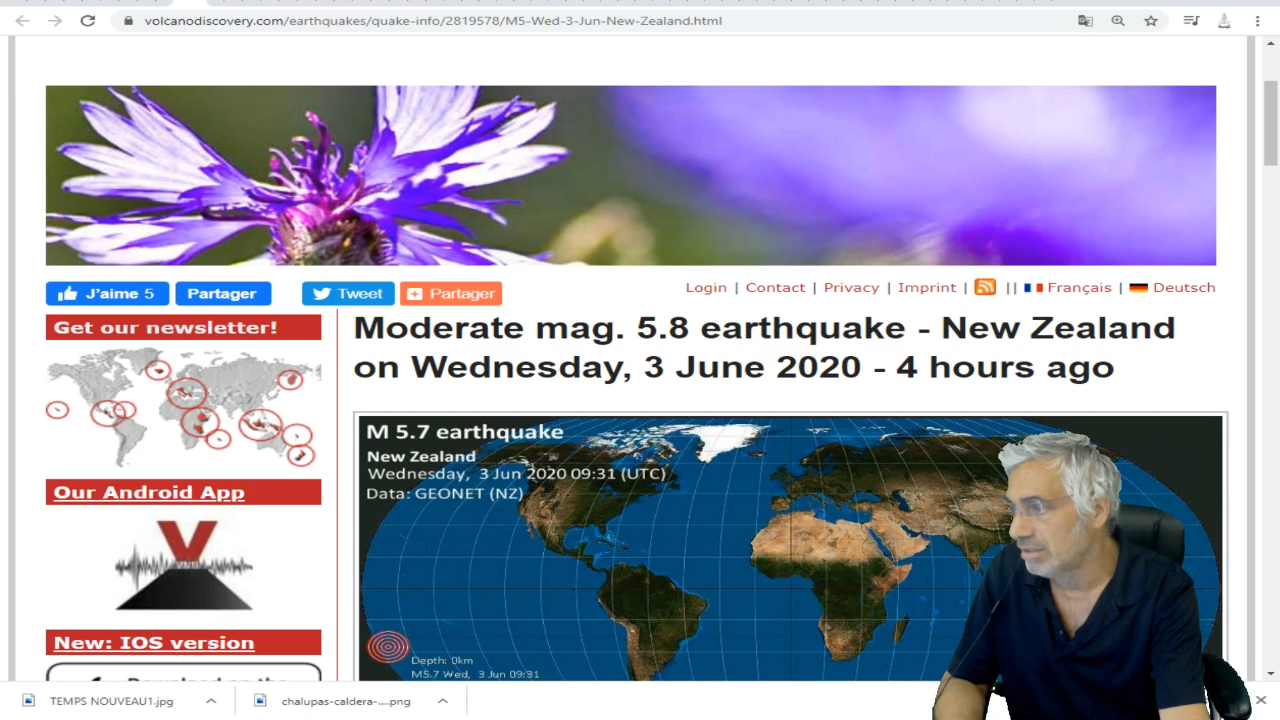 volcanodiscovery.com/earthquakes/quake-info/2819578/M5-Wed-3-Jun-New-Zealand.html
J'aime 5 Partager Tweet Partager Login | Contact | Privacy | Imprint | || Français | Deutsch
Get our newsletter!
Our Android App
New: IOS version
Moderate mag. 5.8 earthquake - New Zealand
on Wednesday, 3 June 2020 - 4 hours ago
M 5.7 earthquake
New Zealand
Wednesday, 3 Jun 2020 09:31 (UTC)
Data: GEONET (NZ)
Depth: 0km
M5.7 Wed, 3 Jun 09:31
TEMPS NOUVEAU1.jpg chalupas-caldera-....png